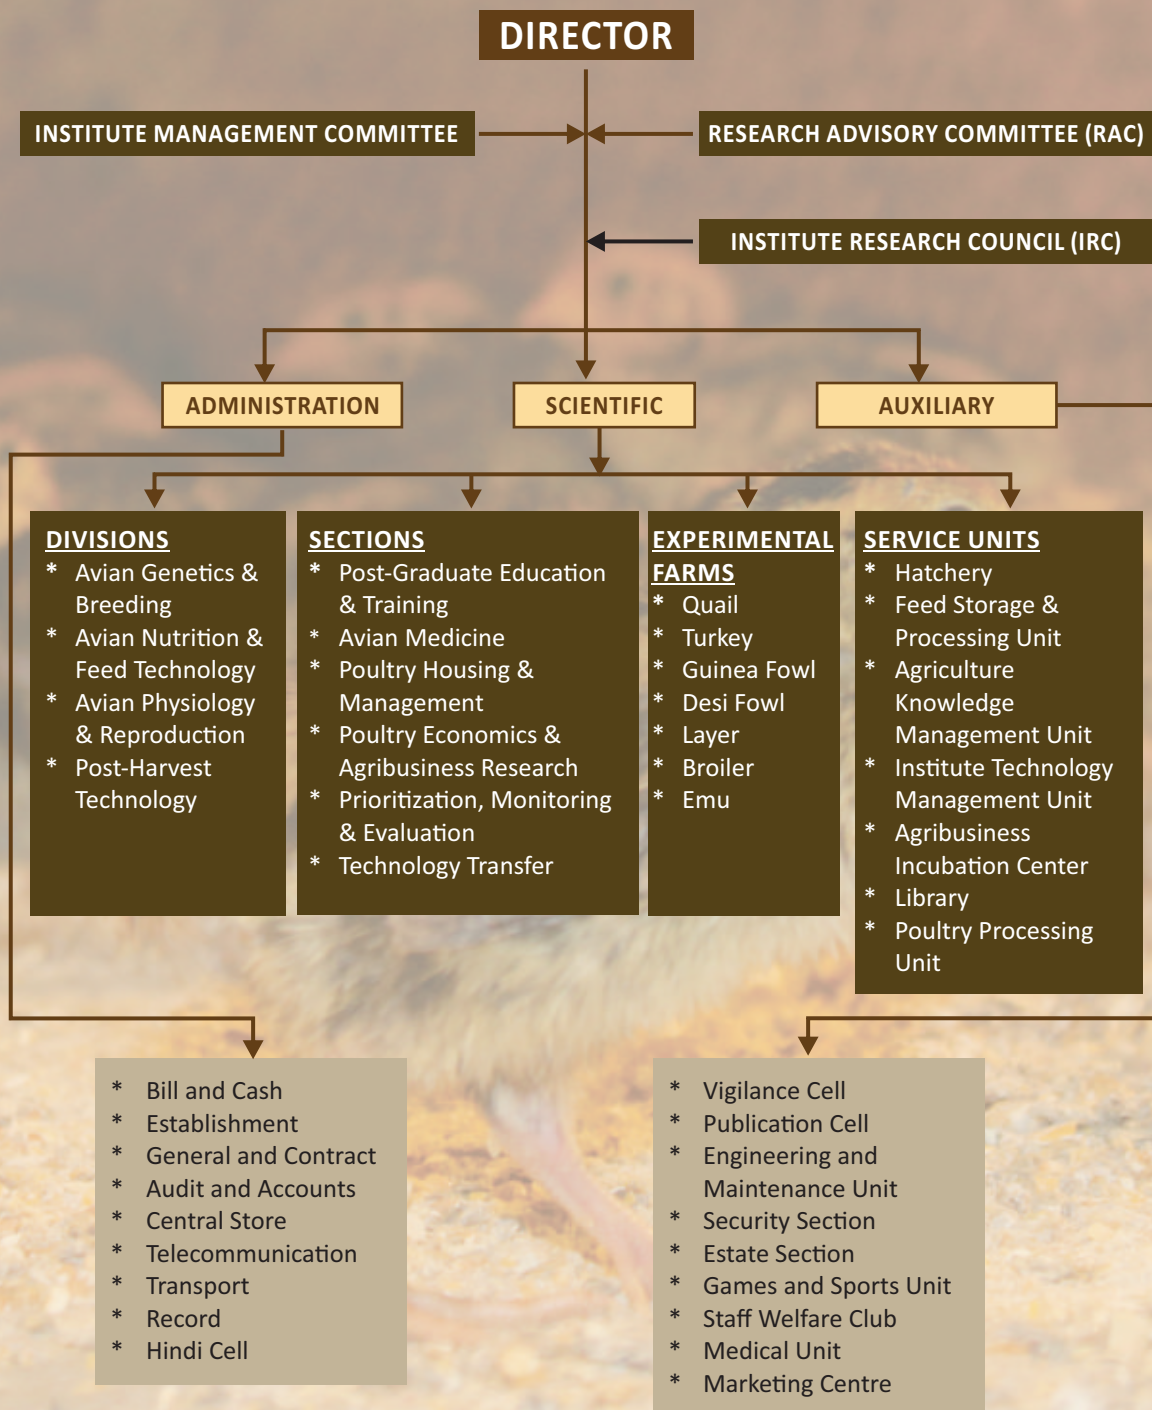 DIRECTOR
INSTITUTE MANAGEMENT COMMITTEE
RESEARCH ADVISORY COMMITTEE (RAC)
INSTITUTE RESEARCH COUNCIL (IRC)
ADMINISTRATION
SCIENTIFIC
AUXILIARY
DIVISIONS
* Avian Genetics &
Breeding
* Avian Nutrition &
Feed Technology
* Avian Physiology
& Reproduction
* Post-Harvest
Technology
SECTIONS
* Post-Graduate Education
& Training
* Avian Medicine
* Poultry Housing &
Management
* Poultry Economics &
Agribusiness Research
* Prioritization, Monitoring
& Evaluation
* Technology Transfer
EXPERIMENTAL
FARMS
* Quail
* Turkey
* Guinea Fowl
* Desi Fowl
* Layer
* Broiler
* Emu
SERVICE UNITS
* Hatchery
* Feed Storage &
Processing Unit
* Agriculture
Knowledge
Management Unit
* Institute Technology
Management Unit
* Agribusiness
Incubation Center
* Library
* Poultry Processing
Unit
* Bill and Cash
* Establishment
* General and Contract
* Audit and Accounts
* Central Store
* Telecommunication
* Transport
* Record
* Hindi Cell
* Vigilance Cell
* Publication Cell
* Engineering and
Maintenance Unit
* Security Section
* Estate Section
* Games and Sports Unit
* Staff Welfare Club
* Medical Unit
* Marketing Centre